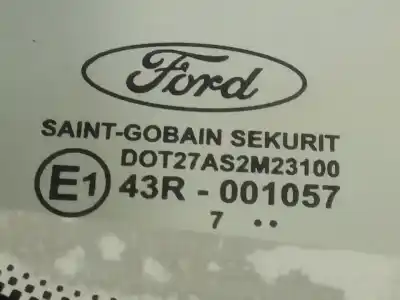 Ford
SAINT-GOBAIN SEKURIT
DOT27AS2M23100
E1 43R - 001057
7 ..